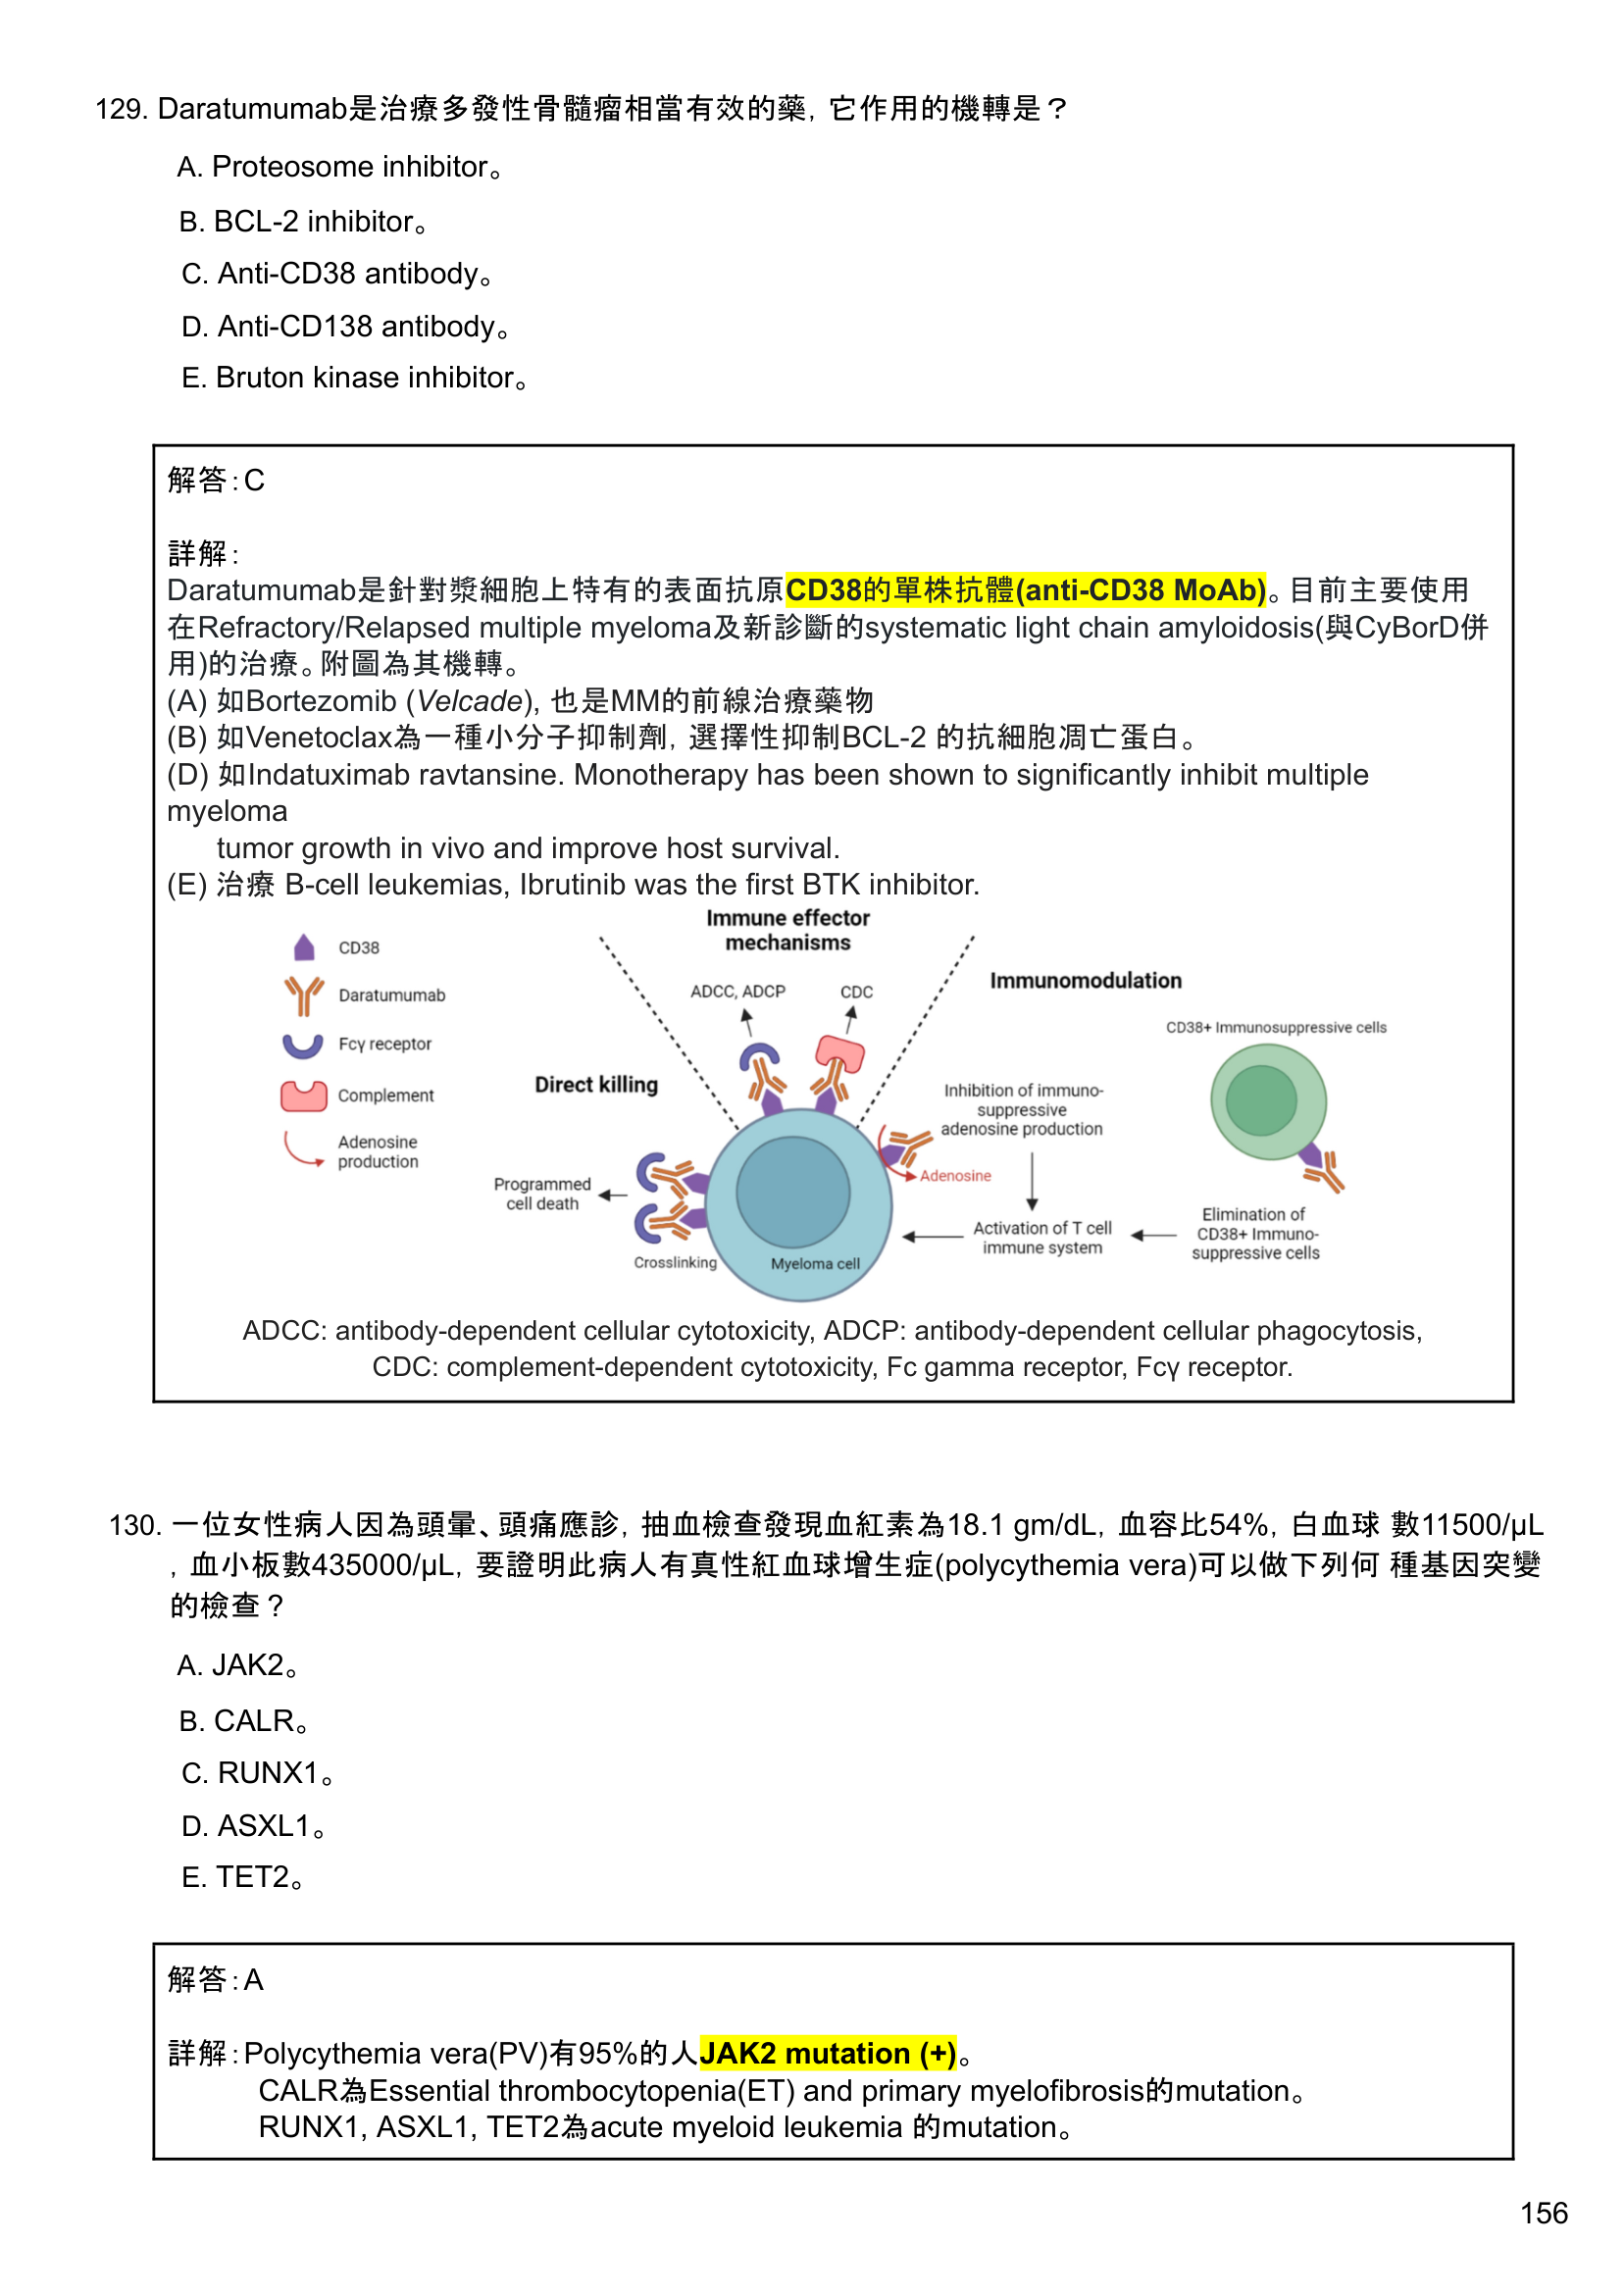 129. Daratumumab是治療多發性骨髓瘤相當有效的藥，它作用的機轉是？
A. Proteosome inhibitor。
B. BCL-2 inhibitor。
C. Anti-CD38 antibody。
D. Anti-CD138 antibody。
E. Bruton kinase inhibitor。
解答：C
詳解：
Daratumumab是針對漿細胞上特有的表面抗原CD38的單株抗體(anti-CD38 MoAb)。目前主要使用
在Refractory/Relapsed multiple myeloma及新診斷的systematic light chain amyloidosis(與CyBorD併
用)的治療。附圖為其機轉。
(A) 如Bortezomib (Velcade), 也是MM的前線治療藥物
(B) 如Venetoclax為一種小分子抑制劑，選擇性抑制BCL-2 的抗細胞凋亡蛋白。
(D) 如Indatuximab ravtansine. Monotherapy has been shown to significantly inhibit multiple
myeloma
tumor growth in vivo and improve host survival.
(E) 治療 B-cell leukemias, Ibrutinib was the first BTK inhibitor.
CD38
Daratumumab
Fcγ receptor
Complement
Adenosine
production
Direct killing
Programmed
cell death
Crosslinking
Myeloma cell
Immune effector
mechanisms
ADCC, ADCP
CDC
Immunomodulation
CD38+ Immunosuppressive cells
Inhibition of immuno-
suppressive
adenosine production
Adenosine
Activation of T cell
immune system
Elimination of
CD38+ Immuno-
suppressive cells
ADCC: antibody-dependent cellular cytotoxicity, ADCP: antibody-dependent cellular phagocytosis,
CDC: complement-dependent cytotoxicity, Fc gamma receptor, Fcγ receptor.
130. 一位女性病人因為頭暈、頭痛應診，抽血檢查發現血紅素為18.1 gm/dL，血容比54%，白血球 數11500/μL
，血小板數435000/μL，要證明此病人有真性紅血球增生症(polycythemia vera)可以做下列何 種基因突變
的檢查？
A. JAK2。
B. CALR。
C. RUNX1。
D. ASXL1。
E. TET2。
解答：A
詳解：Polycythemia vera(PV)有95%的人JAK2 mutation (+)。
CALR為Essential thrombocytopenia(ET) and primary myelofibrosis的mutation。
RUNX1, ASXL1, TET2為acute myeloid leukemia 的mutation。
156